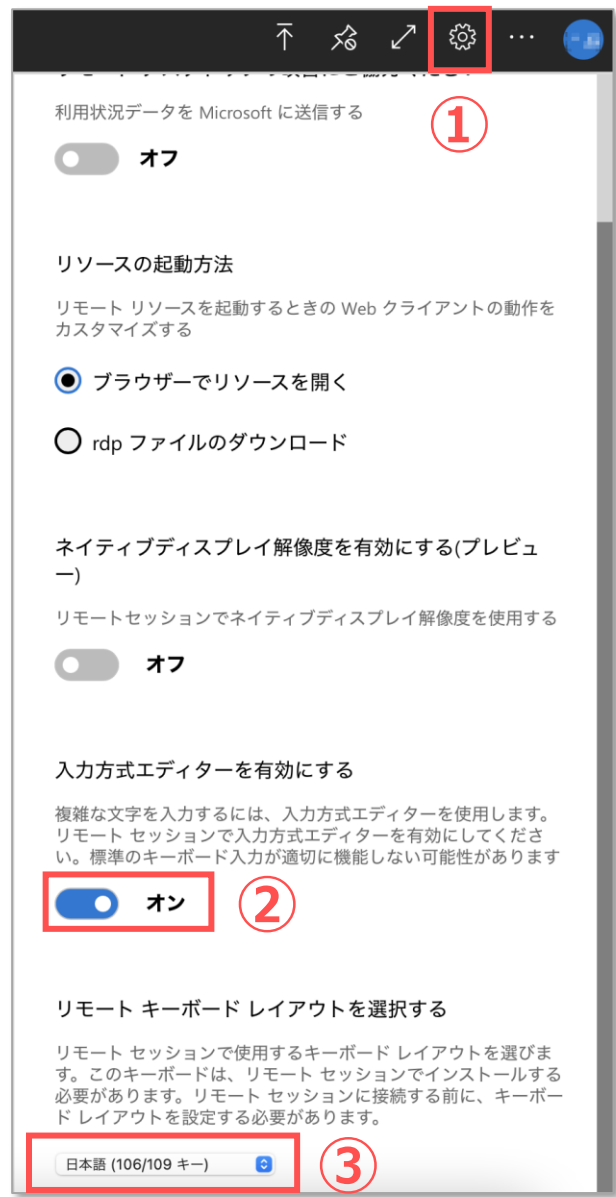 ①
利用状況データを Microsoft に送信する
オフ
リソースの起動方法
リモート リソースを起動するときの Web クライアントの動作を
カスタマイズする
ブラウザーでリソースを開く
rdp ファイルのダウンロード
ネイティブディスプレイ解像度を有効にする(プレビュ
ー)
リモートセッションでネイティブディスプレイ解像度を使用する
オフ
入力方式エディターを有効にする
複雑な文字を入力するには、入力方式エディターを使用します。
リモート セッションで入力方式エディターを有効にしてくださ
い。標準のキーボード入力が適切に機能しない可能性があります
オン ②
リモート キーボード レイアウトを選択する
リモート セッションで使用するキーボード レイアウトを選びま
す。このキーボードは、リモート セッションでインストールする
必要があります。リモート セッションに接続する前に、キーボー
ド レイアウトを設定する必要があります。
日本語 (106/109 キー) ③